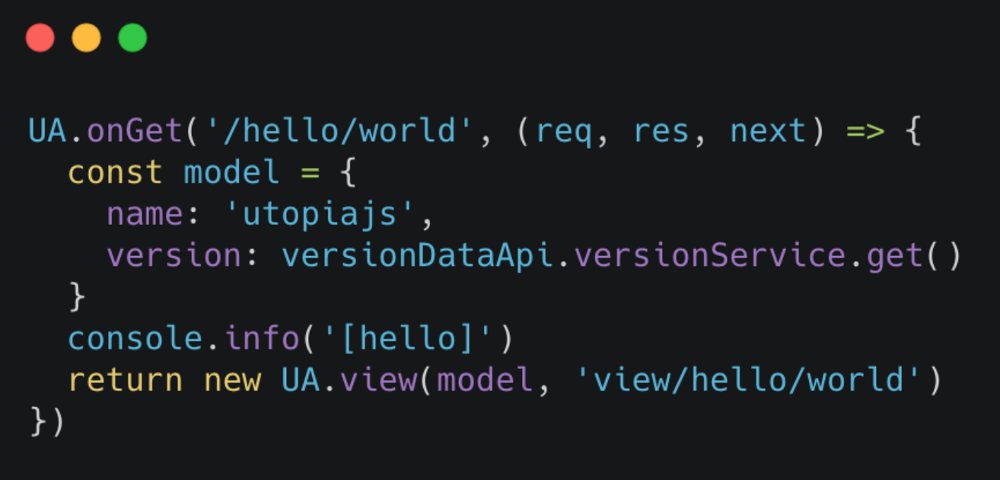 UA.onGet('/hello/world', (req, res, next) => {
  const model = {
    name: 'utopiajs',
    version: versionDataApi.versionService.get()
  }
  console.info('[hello]')
  return new UA.view(model, 'view/hello/world')
})